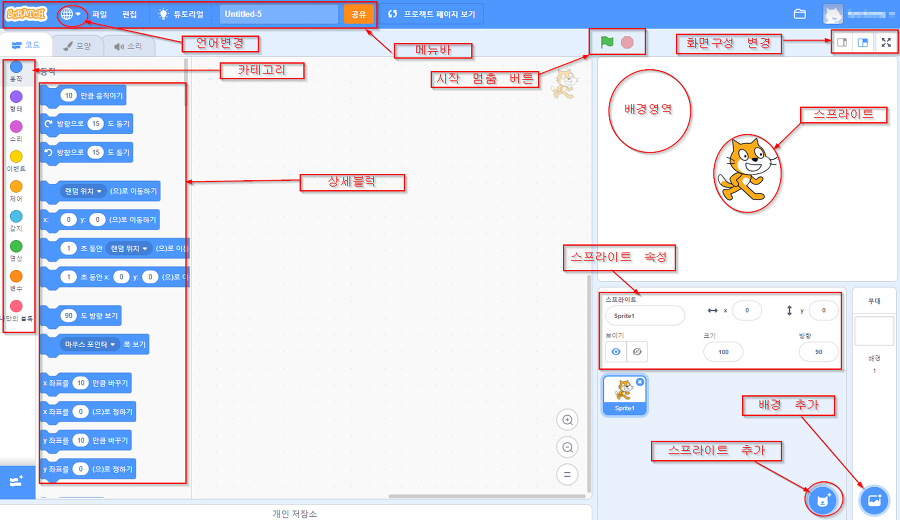 SCRATCH 파일 편집 튜토리얼 Untitled-5 공유 프로젝트 페이지 보기
언어변경
메뉴바
화면구성 변경
코드 모양 소리
카테고리
시작 멈춤 버튼
동작
형태
소리
이벤트
제어
감지
연산
변수
나만의 블록
동작
10 만큼 움직이기
방향으로 15 도 돌기
방향으로 15 도 돌기
랜덤 위치 (으)로 이동하기
x: 0 y: 0 (으)로 이동하기
1 초 동안 랜덤 위치 (으)로 이동
1 초 동안 x: 0 y: 0 (으)로 이
90 도 방향 보기
마우스 포인터 쪽 보기
x 좌표를 10 만큼 바꾸기
x 좌표를 0 (으)로 정하기
y 좌표를 10 만큼 바꾸기
y 좌표를 0 (으)로 정하기
상세블럭
배경영역
스프라이트
스프라이트 속성
스프라이트
Sprite1 x 0 y 0
보이기 크기 방향
100 90
Sprite1
무대
배경
1
배경 추가
스프라이트 추가
개인 저장소